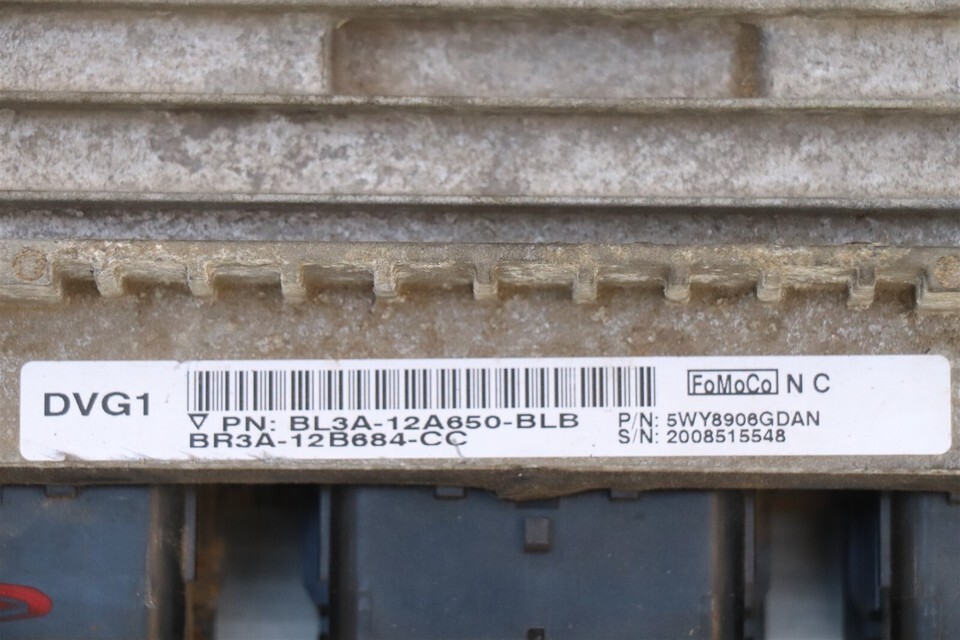 DVG1
▽ PN: BL3A-12A650-BLB
BR3A-12B684-CC
FoMoCo N C
P/N: 5WY8906GDAN
S/N: 2008515548